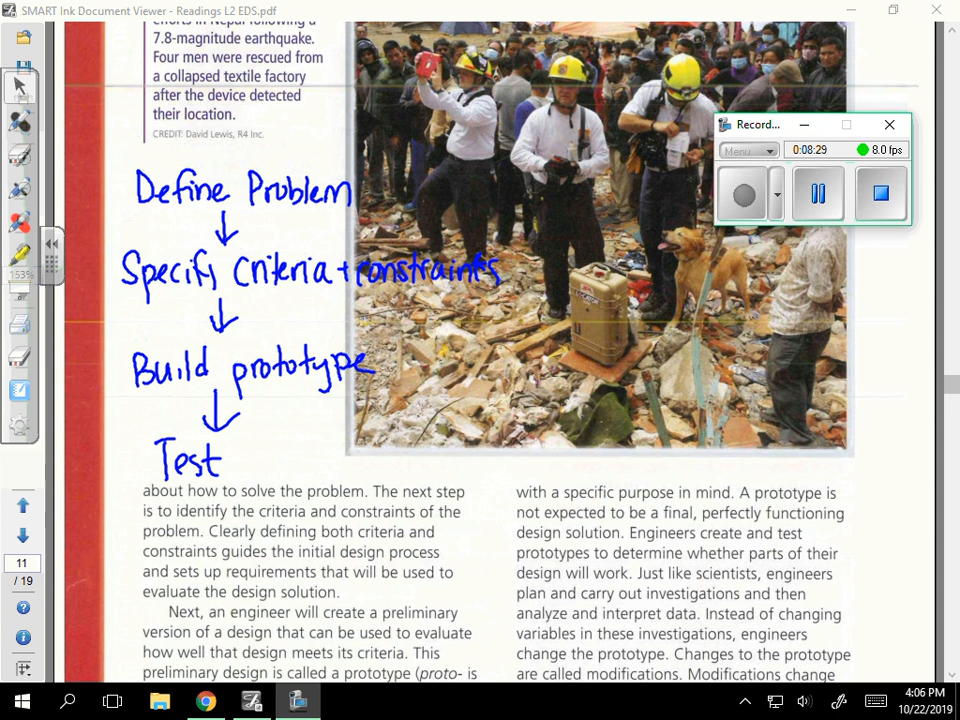 SMART Ink Document Viewer - Readings L2 EDS.pdf
efforts in Nepal following a
7.8-magnitude earthquake.
Four men were rescued from
a collapsed textile factory
after the device detected
their location.
CREDIT: David Lewis, R4 Inc.
Record...
Menu
0:08:29
8.0 fps
Define Problem
Specify Criteria + constraints
Build prototype
Test
153%
LOCATOR
about how to solve the problem. The next step
is to identify the criteria and constraints of the
problem. Clearly defining both criteria and
constraints guides the initial design process
and sets up requirements that will be used to
evaluate the design solution.
Next, an engineer will create a preliminary
version of a design that can be used to evaluate
how well that design meets its criteria. This
preliminary design is called a prototype (proto- is
with a specific purpose in mind. A prototype is
not expected to be a final, perfectly functioning
design solution. Engineers create and test
prototypes to determine whether parts of their
design will work. Just like scientists, engineers
plan and carry out investigations and then
analyze and interpret data. Instead of changing
variables in these investigations, engineers
change the prototype. Changes to the prototype
are called modifications. Modifications change
11
/ 19
4:06 PM
10/22/2019